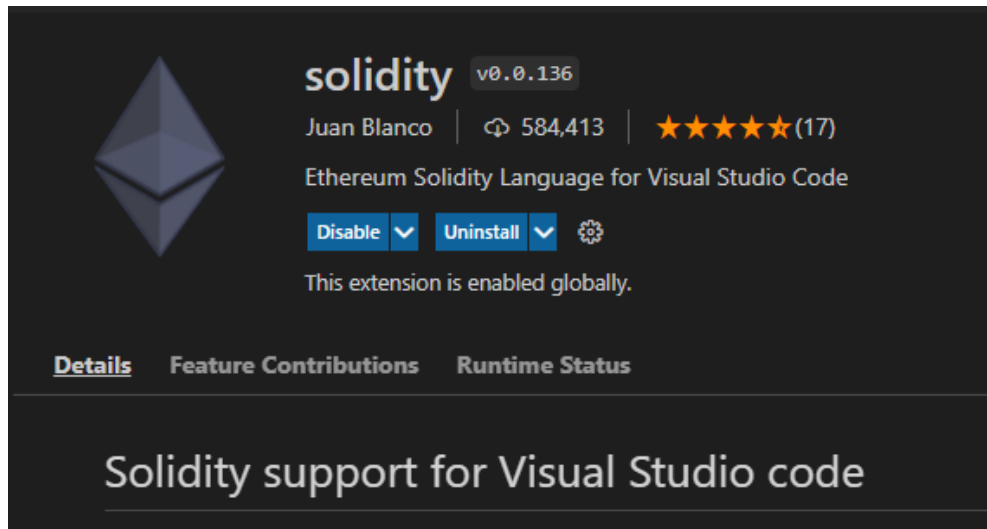 solidity v0.0.136
Juan Blanco 584,413 (17)
Ethereum Solidity Language for Visual Studio Code
Disable Uninstall
This extension is enabled globally.
Details Feature Contributions Runtime Status
Solidity support for Visual Studio code